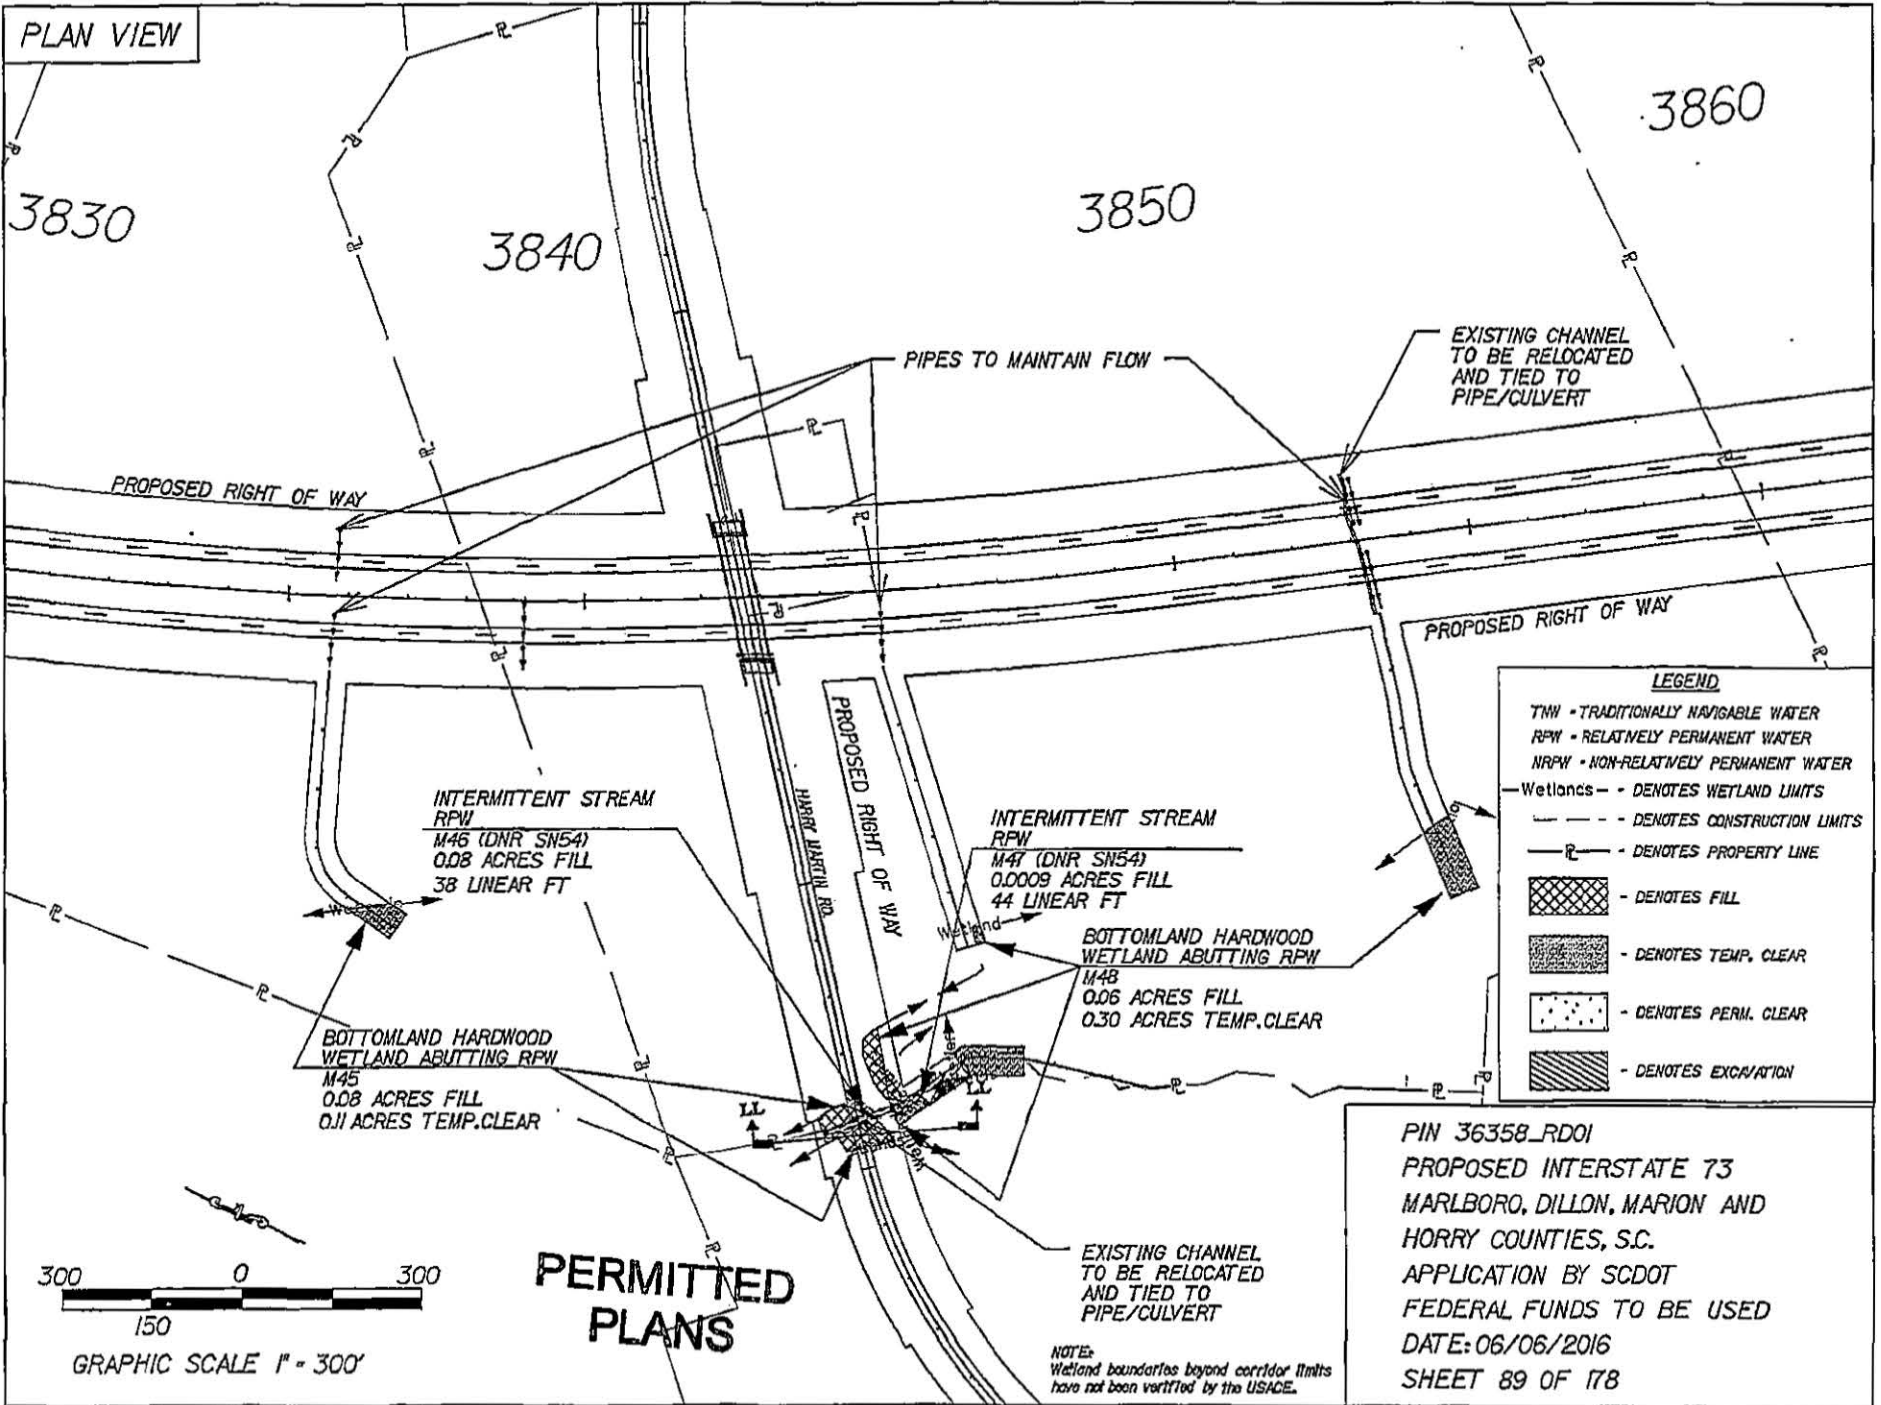 PLAN VIEW
3830
3840
3850
3860
PIPES TO MAINTAIN FLOW
EXISTING CHANNEL
TO BE RELOCATED
AND TIED TO
PIPE/CULVERT
PROPOSED RIGHT OF WAY
PROPOSED RIGHT OF WAY
PROPOSED RIGHT OF WAY
HARRY MARTIN RD.
INTERMITTENT STREAM
RPW
M46 (DNR SN54)
0.08 ACRES FILL
38 LINEAR FT
INTERMITTENT STREAM
RPW
M47 (DNR SN54)
0.0009 ACRES FILL
44 LINEAR FT
Wetland
BOTTOMLAND HARDWOOD
WETLAND ABUTTING RPW
M48
0.06 ACRES FILL
0.30 ACRES TEMP.CLEAR
BOTTOMLAND HARDWOOD
WETLAND ABUTTING RPW
M45
0.08 ACRES FILL
0.11 ACRES TEMP.CLEAR
LL
LL
EXISTING CHANNEL
TO BE RELOCATED
AND TIED TO
PIPE/CULVERT
LEGEND
TNW - TRADITIONALLY NAVIGABLE WATER
RPW - RELATIVELY PERMANENT WATER
NRPW - NON-RELATIVELY PERMANENT WATER
Wetlands - DENOTES WETLAND LIMITS
- DENOTES CONSTRUCTION LIMITS
PL - DENOTES PROPERTY LINE
- DENOTES FILL
- DENOTES TEMP. CLEAR
- DENOTES PERM. CLEAR
- DENOTES EXCAVATION
300 0 300
150
GRAPHIC SCALE 1" = 300'
PERMITTED
PLANS
NOTE:
Wetland boundaries beyond corridor limits
have not been verified by the USACE.
PIN 36358_RD01
PROPOSED INTERSTATE 73
MARLBORO, DILLON, MARION AND
HORRY COUNTIES, S.C.
APPLICATION BY SCDOT
FEDERAL FUNDS TO BE USED
DATE: 06/06/2016
SHEET 89 OF 178